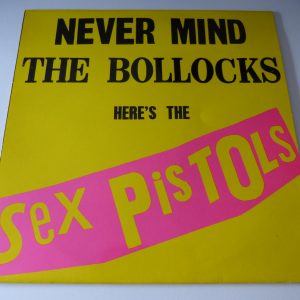 NEVER MIND
THE BOLLOCKS
HERE'S THE
Sex PiSTOLS